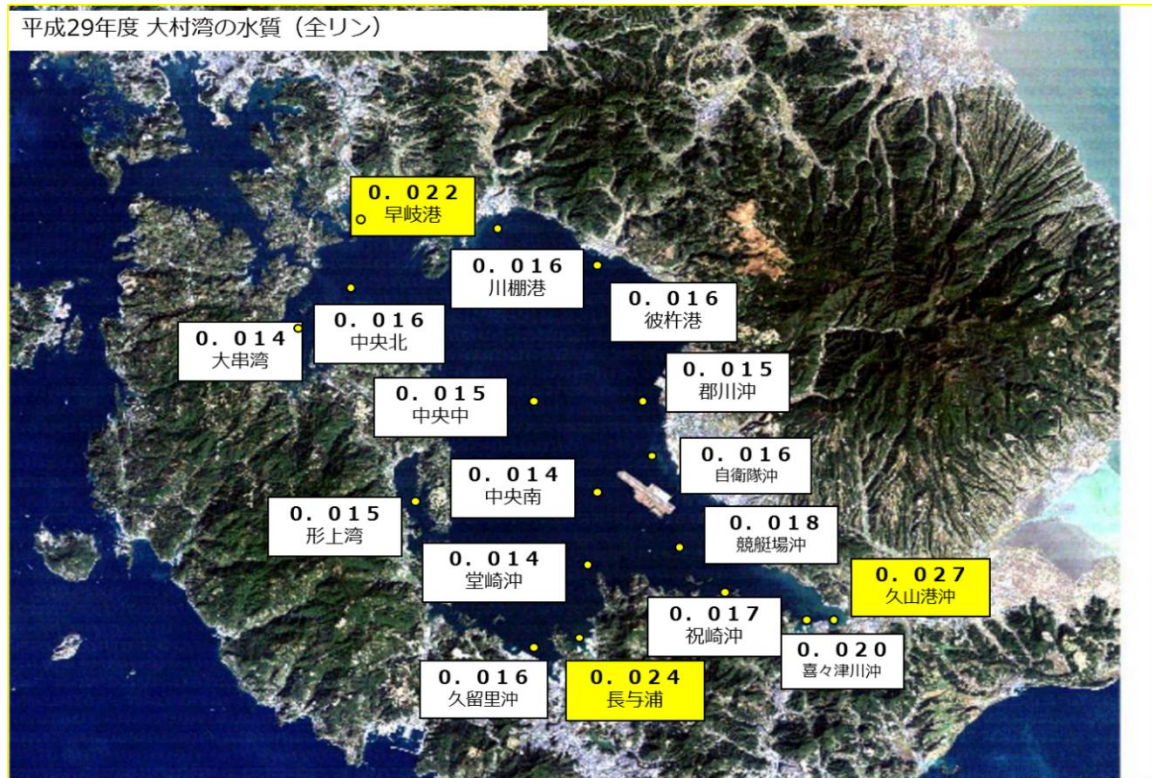 平成29年度 大村湾の水質（全リン）
０．０２２
早岐港
０．０１６
川棚港
０．０１６
彼杵港
０．０１４
大串湾
０．０１６
中央北
０．０１５
中央中
０．０１５
郡川沖
０．０１６
自衛隊沖
０．０１４
中央南
０．０１５
形上湾
０．０１８
競艇場沖
０．０１４
堂崎沖
０．０２７
久山港沖
０．０１７
祝崎沖
０．０２０
喜々津川沖
０．０１６
久留里沖
０．０２４
長与浦